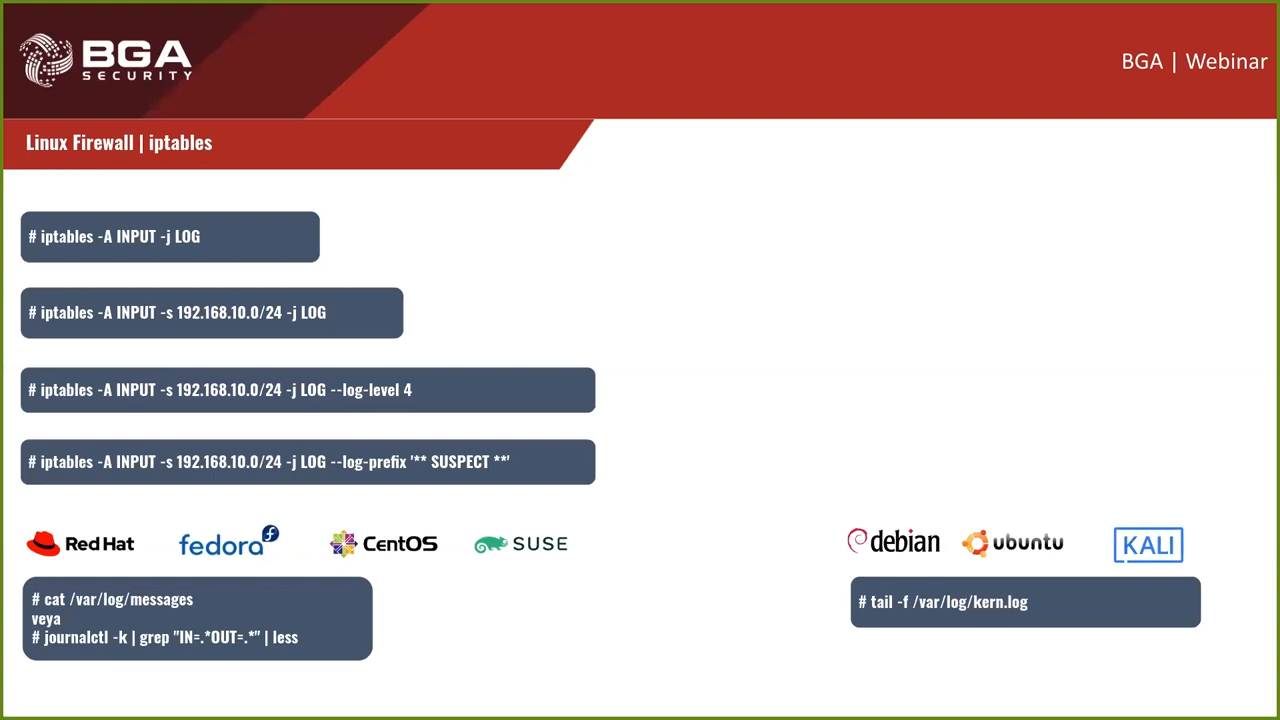 BGA
SECURITY
BGA | Webinar
Linux Firewall | iptables
# iptables -A INPUT -j LOG
# iptables -A INPUT -s 192.168.10.0/24 -j LOG
# iptables -A INPUT -s 192.168.10.0/24 -j LOG --log-level 4
# iptables -A INPUT -s 192.168.10.0/24 -j LOG --log-prefix '** SUSPECT **'
Red Hat
fedora
CentOS
SUSE
debian
ubuntu
KALI
# cat /var/log/messages
veya
# journalctl -k | grep "IN=.*OUT=.*" | less
# tail -f /var/log/kern.log